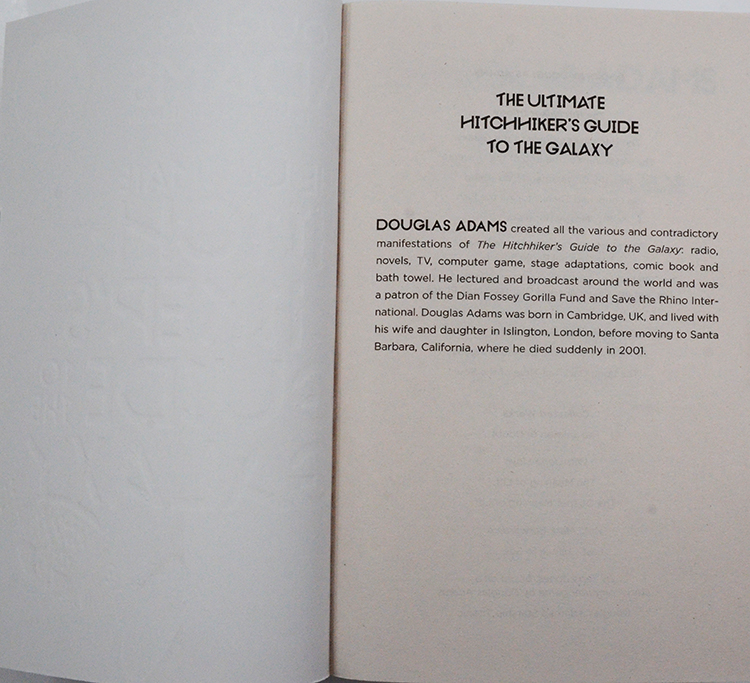 THE ULTIMATE
HITCHHIKER'S GUIDE
TO THE GALAXY
DOUGLAS ADAMS created all the various and contradictory
manifestations of The Hitchhiker's Guide to the Galaxy: radio,
novels, TV, computer game, stage adaptations, comic book and
bath towel. He lectured and broadcast around the world and was
a patron of the Dian Fossey Gorilla Fund and Save the Rhino Inter-
national. Douglas Adams was born in Cambridge, UK, and lived with
his wife and daughter in Islington, London, before moving to Santa
Barbara, California, where he died suddenly in 2001.